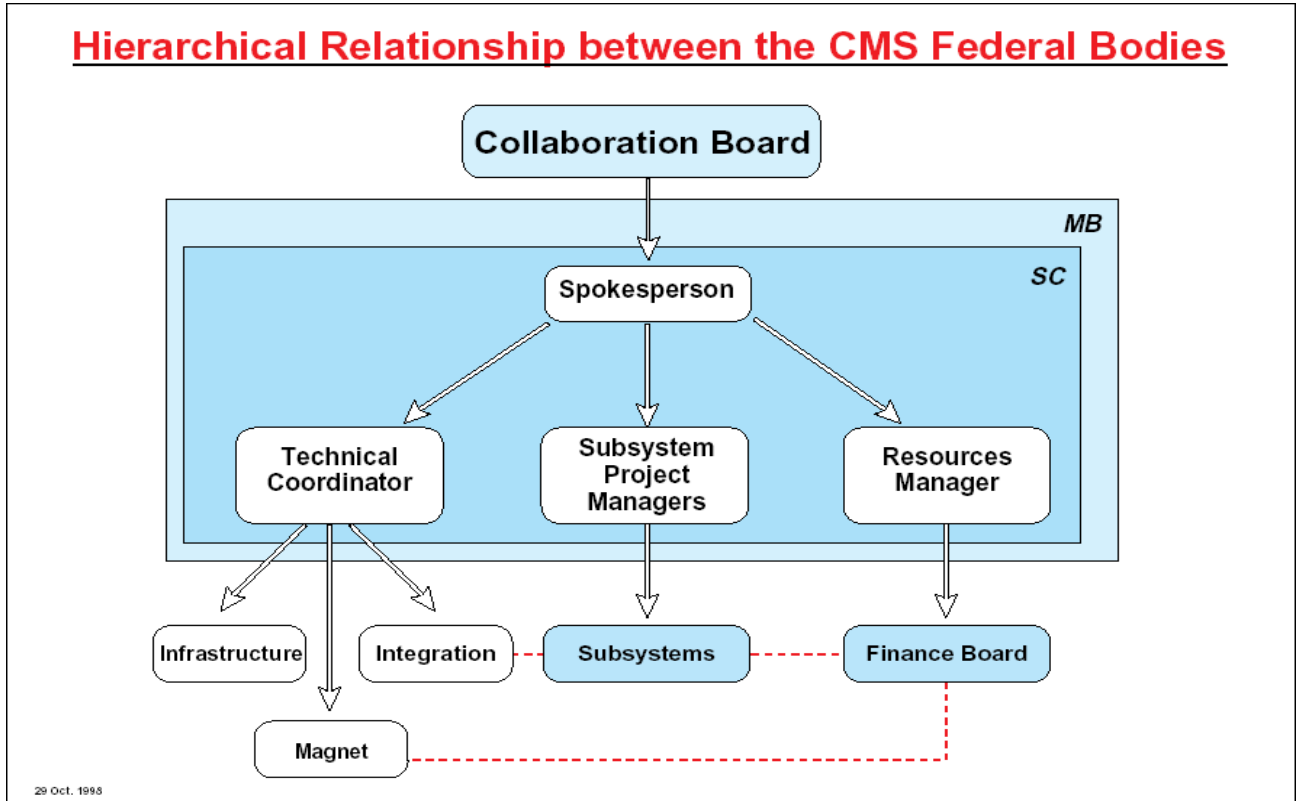 Hierarchical Relationship between the CMS Federal Bodies
Collaboration Board
MB
SC
Spokesperson
Technical
Coordinator
Subsystem
Project
Managers
Resources
Manager
Infrastructure
Integration
Subsystems
Finance Board
Magnet
29 Oct. 1998